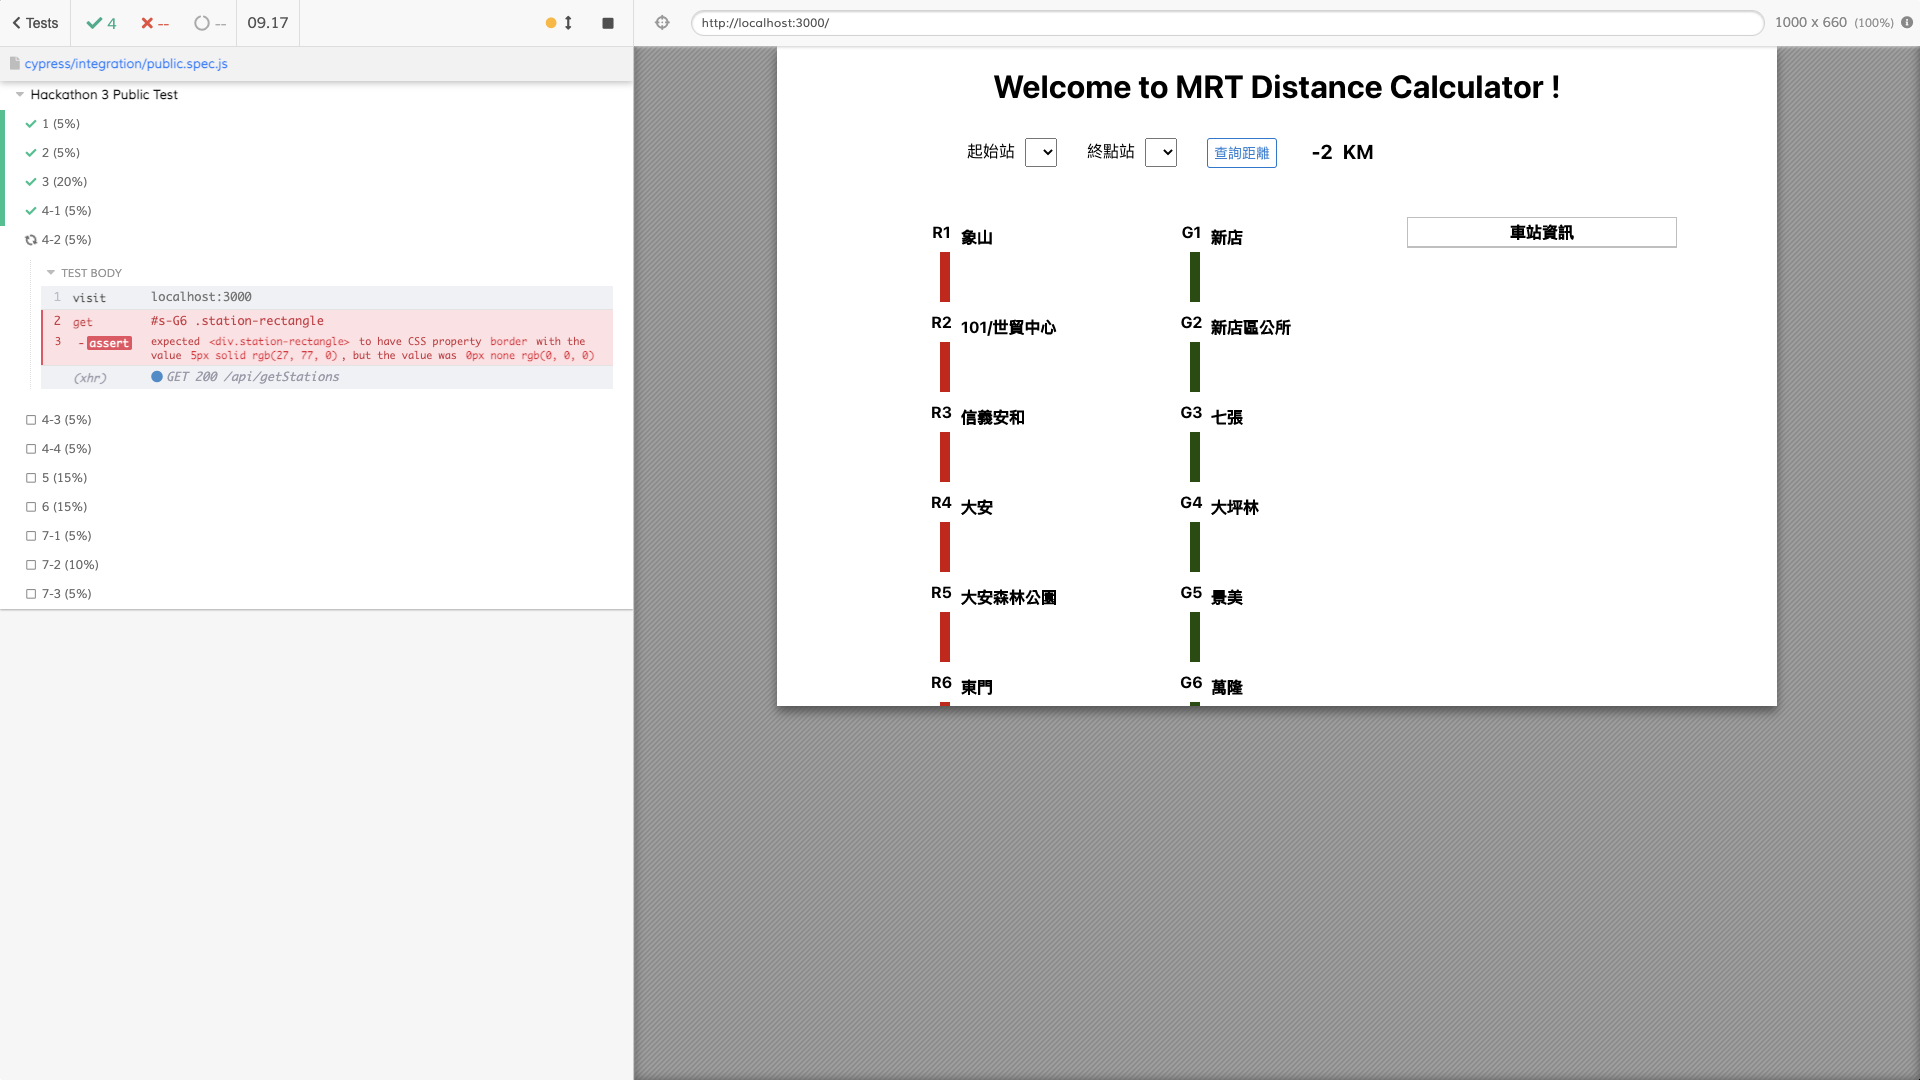 Tests
4
--
--
09.17
cypress/integration/public.spec.js
Hackathon 3 Public Test
1 (5%)
2 (5%)
3 (20%)
4-1 (5%)
4-2 (5%)
TEST BODY
1 visit localhost:3000
2 get #s-G6 .station-rectangle
3 -assert expected <div.station-rectangle> to have CSS property border with the
value 5px solid rgb(27, 77, 0), but the value was 0px none rgb(0, 0, 0)
(xhr) GET 200 /api/getStations
4-3 (5%)
4-4 (5%)
5 (15%)
6 (15%)
7-1 (5%)
7-2 (10%)
7-3 (5%)
http://localhost:3000/
1000 x 660 (100%)
Welcome to MRT Distance Calculator !
起始站 終點站 查詢距離 -2 KM
R1 象山 G1 新店 車站資訊
R2 101/世貿中心 G2 新店區公所
R3 信義安和 G3 七張
R4 大安 G4 大坪林
R5 大安森林公園 G5 景美
R6 東門 G6 萬隆